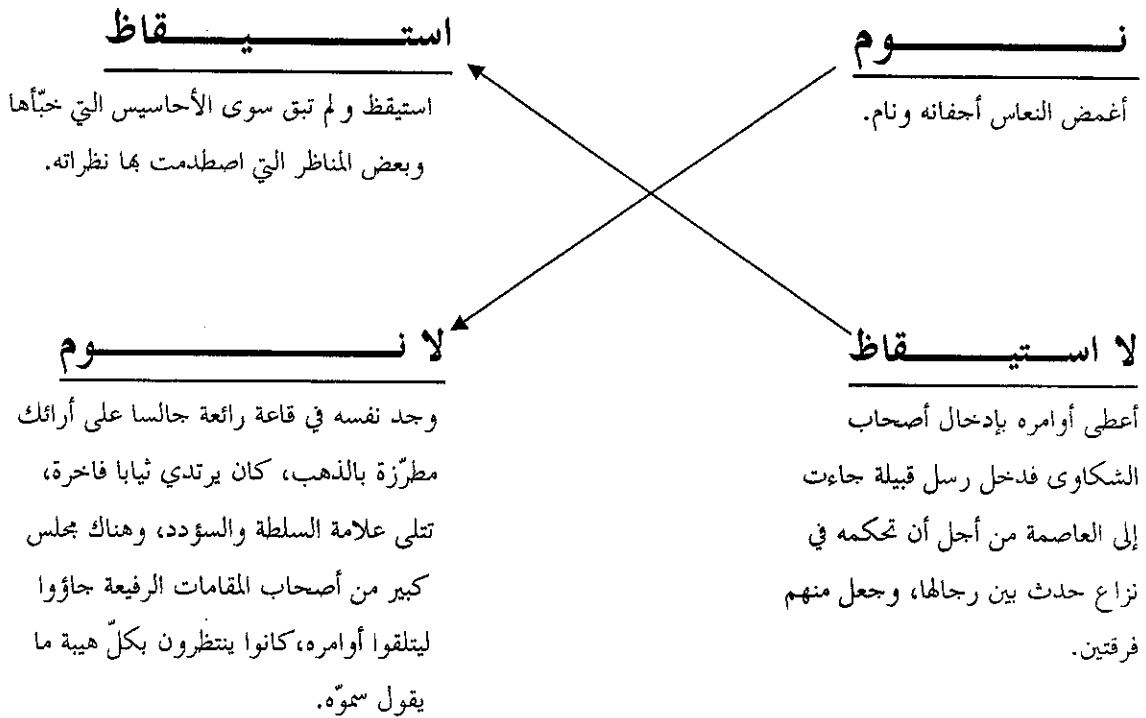 نوم
أغمض النعاس أجفانه ونام.
استيقاظ
استيقظ و لم تبق سوى الأحاسيس التي خبّأها
وبعض المناظر التي اصطدمت بها نظراته.
لا استيقاظ
أعطى أوامره بإدخال أصحاب
الشكاوى فدخل رسل قبيلة جاءت
إلى العاصمة من أجل أن تحكمه في
نزاع حدث بين رجالها، وجعل منهم
فرقتين.
لا نوم
وجد نفسه في قاعة رائعة جالسا على أرائك
مطرّزة بالذهب، كان يرتدي ثيابا فاخرة،
تتلى علامة السلطة والسؤدد، وهناك مجلس
كبير من أصحاب المقامات الرفيعة جاؤوا
ليتلقوا أوامره،كانوا ينتظرون بكلّ هيبة ما
يقول سموّه.